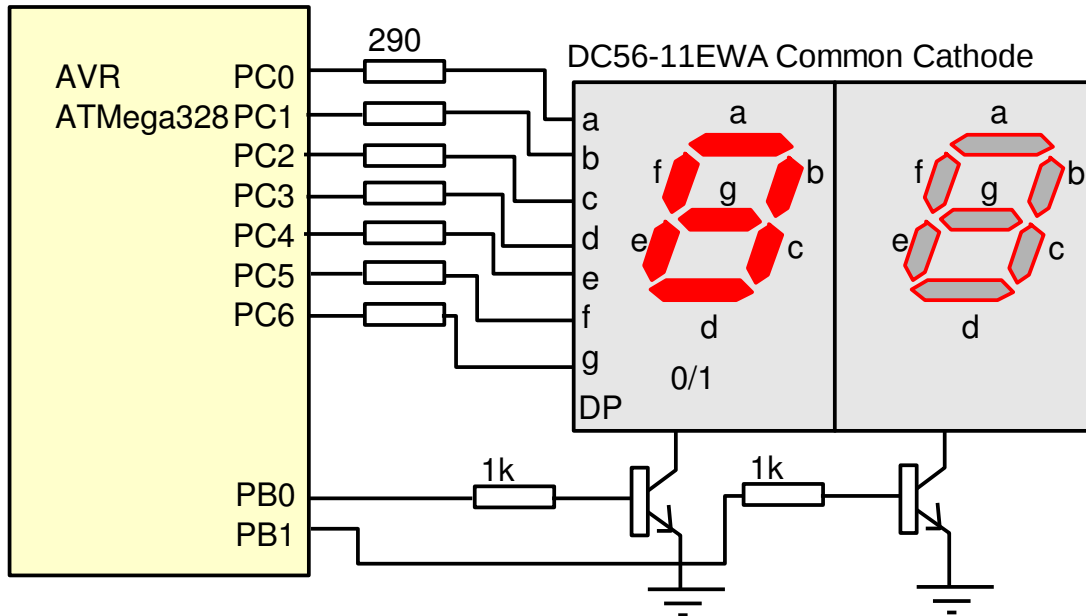 290
DC56-11EWA Common Cathode
AVR
ATMega328
PC0
PC1
PC2
PC3
PC4
PC5
PC6
PB0
PB1
a
b
c
d
e
f
g
DP
a
b
c
d
e
f
g
0/1
a
b
c
d
e
f
g
1k
1k